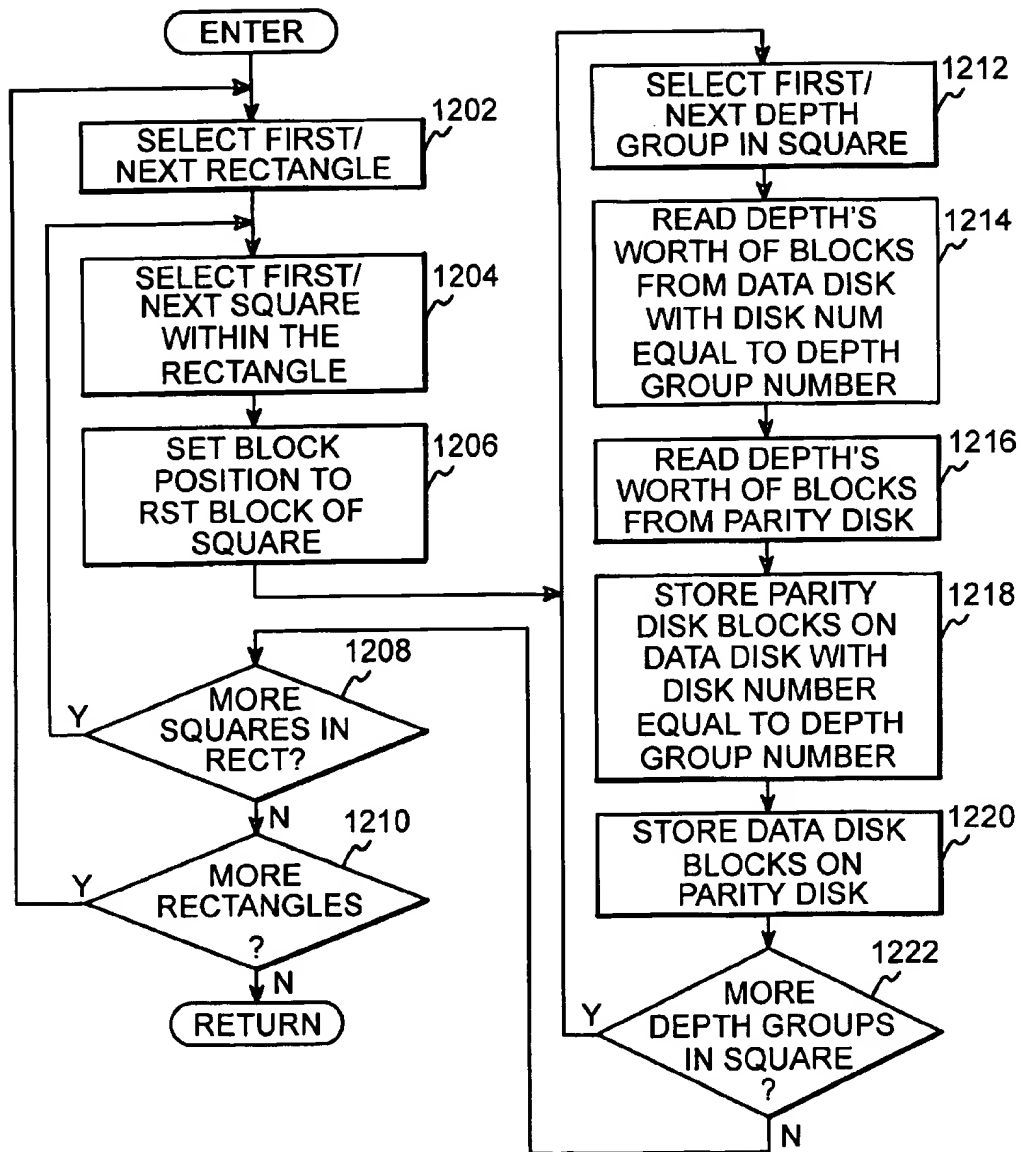 ENTER
1202
SELECT FIRST/
NEXT RECTANGLE
1204
SELECT FIRST/
NEXT SQUARE
WITHIN THE
RECTANGLE
1206
SET BLOCK
POSITION TO
RST BLOCK OF
SQUARE
1208
MORE
SQUARES IN
RECT?
Y
N
1210
MORE
RECTANGLES
?
Y
N
RETURN
1212
SELECT FIRST/
NEXT DEPTH
GROUP IN SQUARE
1214
READ DEPTH'S
WORTH OF BLOCKS
FROM DATA DISK
WITH DISK NUM
EQUAL TO DEPTH
GROUP NUMBER
1216
READ DEPTH'S
WORTH OF BLOCKS
FROM PARITY DISK
1218
STORE PARITY
DISK BLOCKS ON
DATA DISK WITH
DISK NUMBER
EQUAL TO DEPTH
GROUP NUMBER
1220
STORE DATA DISK
BLOCKS ON
PARITY DISK
1222
MORE
DEPTH GROUPS
IN SQUARE
?
Y
N